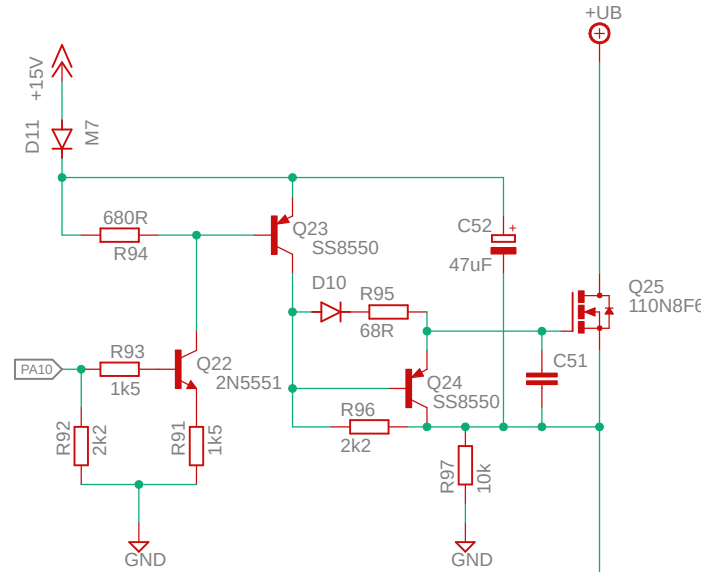 +UB
+15V
D11
M7
680R
R94
Q23
SS8550
C52
+
47uF
D10
R95
68R
Q25
110N8F6
R93
1k5
PA10
Q22
2N5551
Q24
SS8550
C51
R92
2k2
R91
1k5
R96
2k2
R97
10k
GND
GND